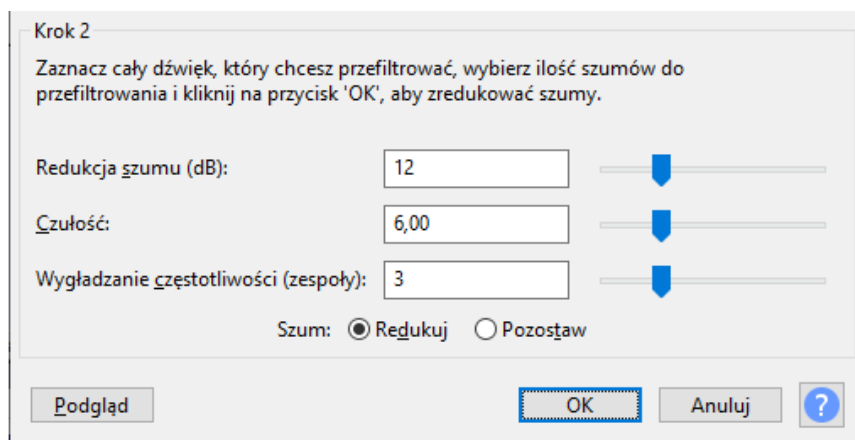 Krok 2
Zaznacz cały dźwięk, który chcesz przefiltrować, wybierz ilość szumów do
przefiltrowania i kliknij na przycisk 'OK', aby zredukować szumy.
Redukcja szumu (dB): 12
Czułość: 6,00
Wygładzanie częstotliwości (zespoły): 3
Szum: Redukuj Pozostaw
Podgląd OK Anuluj ?